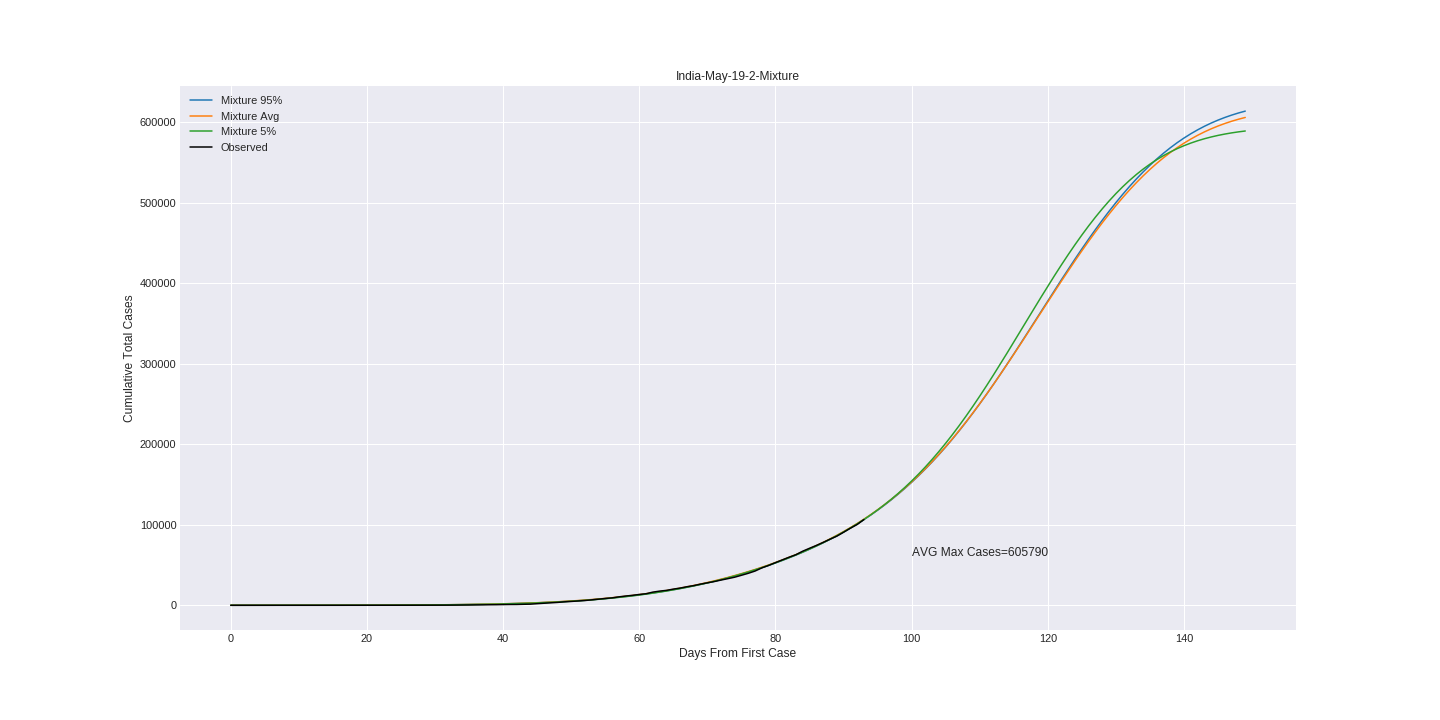 India-May-19-2-Mixture
Mixture 95%
Mixture Avg
Mixture 5%
Observed
600000
500000
400000
300000
200000
100000
0
Cumulative Total Cases
AVG Max Cases=605790
0 20 40 60 80 100 120 140
Days From First Case